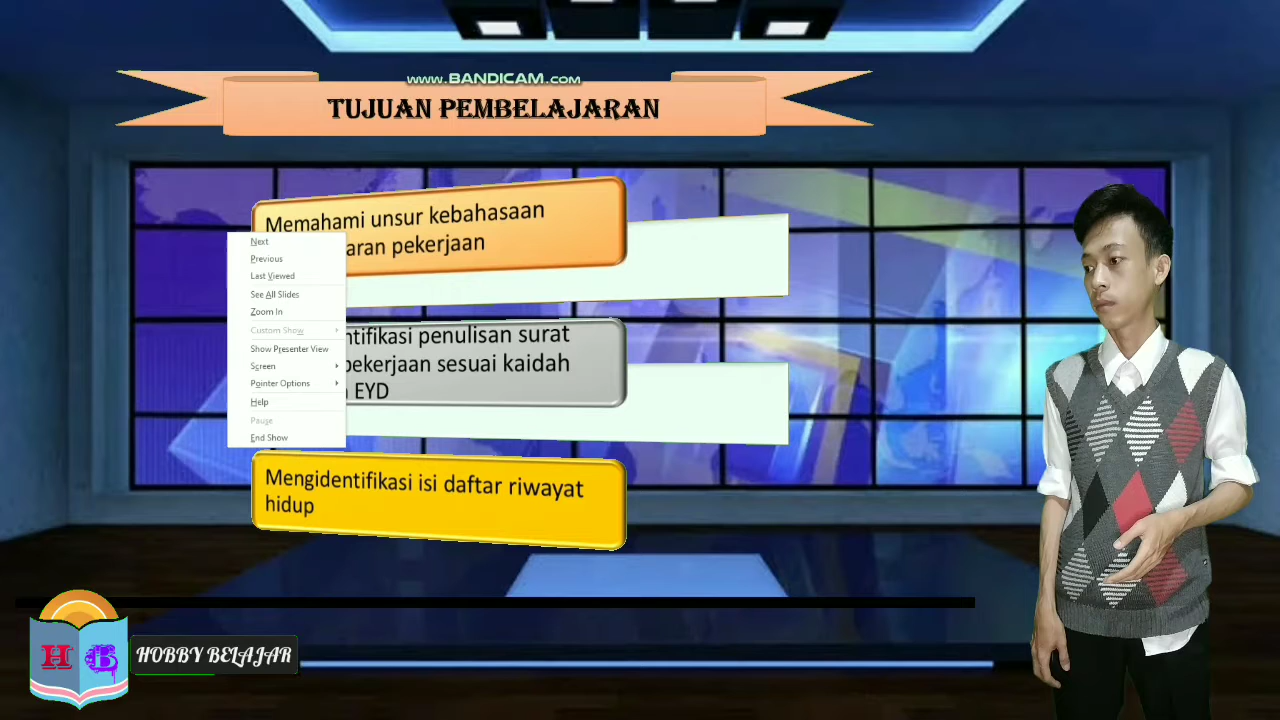 www.BANDICAM.com
TUJUAN PEMBELAJARAN
Memahami unsur kebahasaan
aran pekerjaan
Next
Previous
Last Viewed
See All Slides
Zoom In
Custom Show
Show Presenter View
Screen
Pointer Options
Help
Pause
End Show
ntifikasi penulisan surat
pekerjaan sesuai kaidah
EYD
Mengidentifikasi isi daftar riwayat
hidup
H B
HOBBY BELAJAR